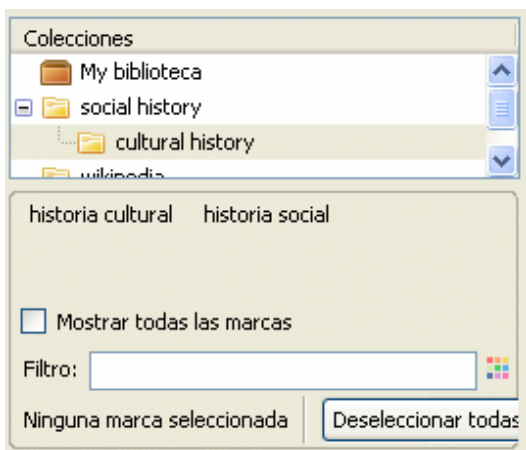 Colecciones
My biblioteca
social history
cultural history
wikipedia
historia cultural historia social
Mostrar todas las marcas
Filtro:
Ninguna marca seleccionada Deseleccionar todas